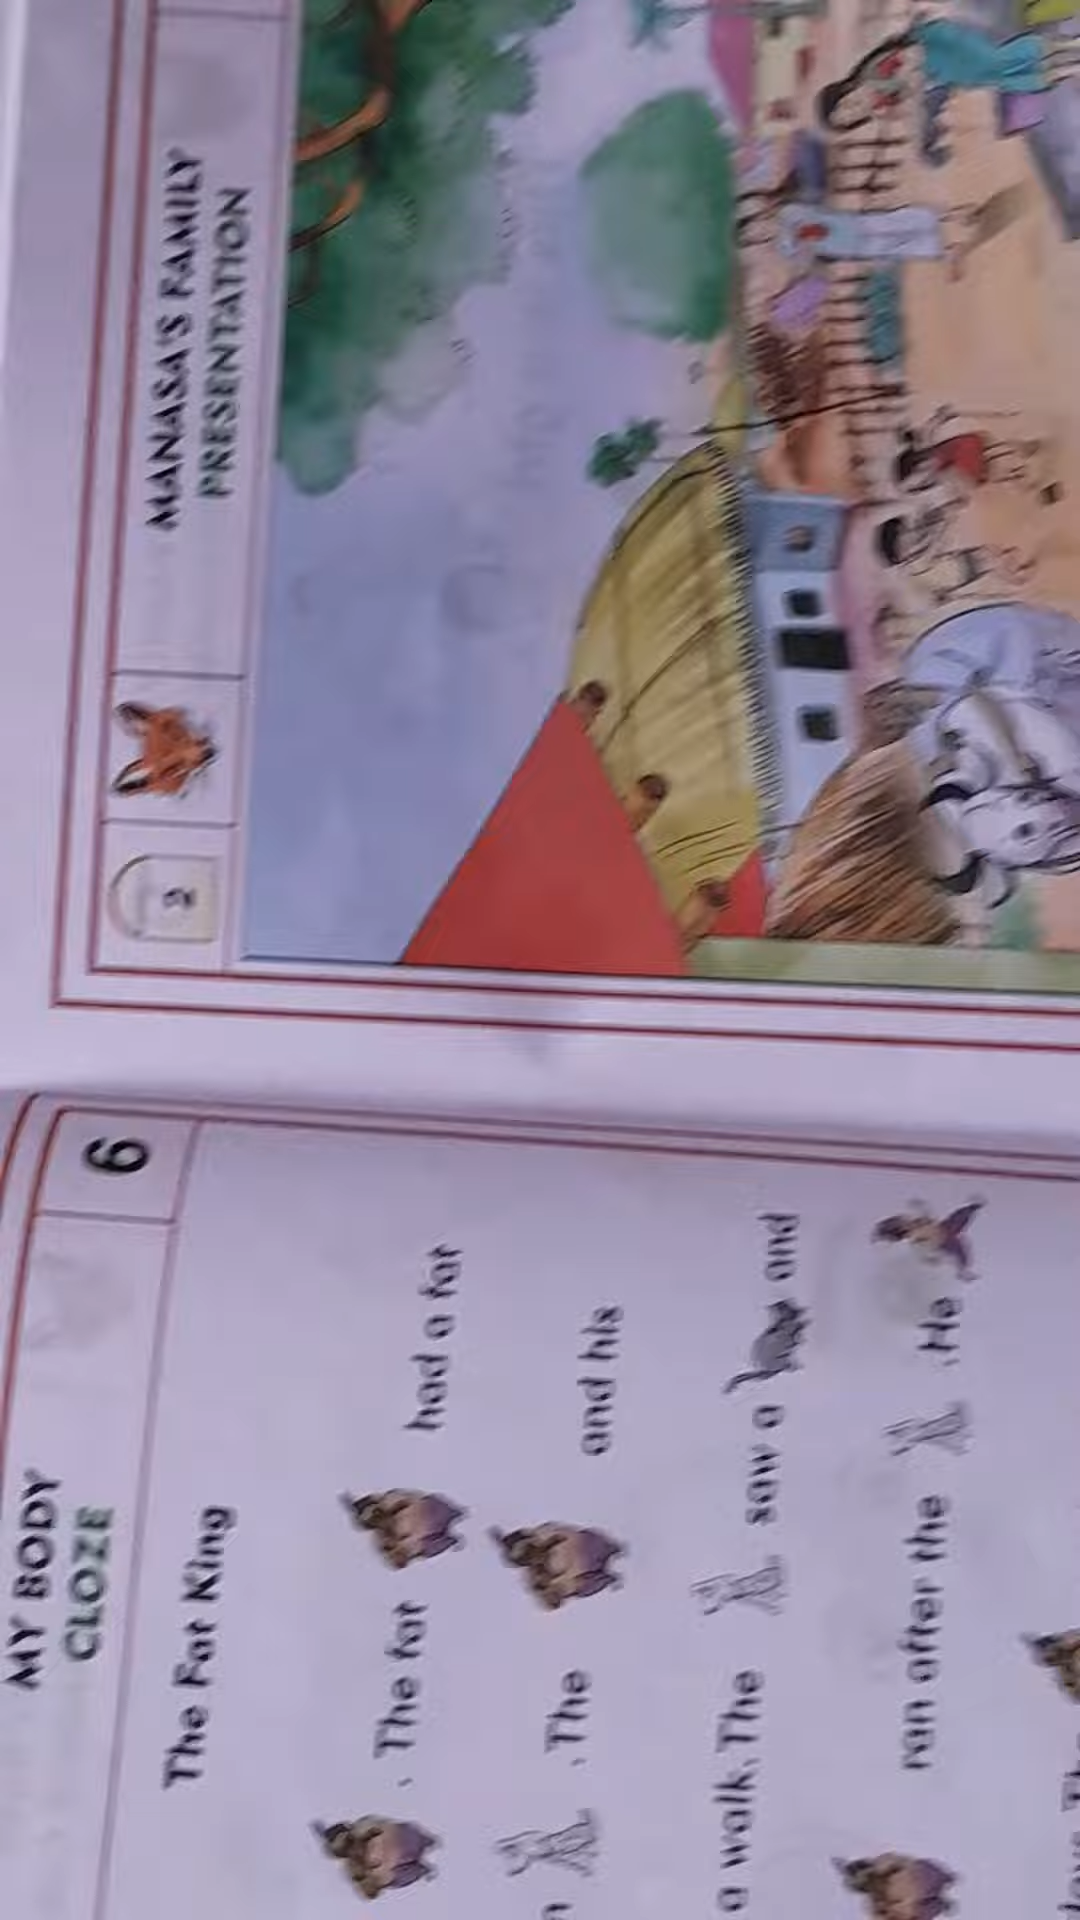 MY BODY
CLOZE
6
The Fat King
. The fat had a fat
. The and his
a walk. The saw a and
ran after the . He
2
MANASA'S FAMILY
PRESENTATION